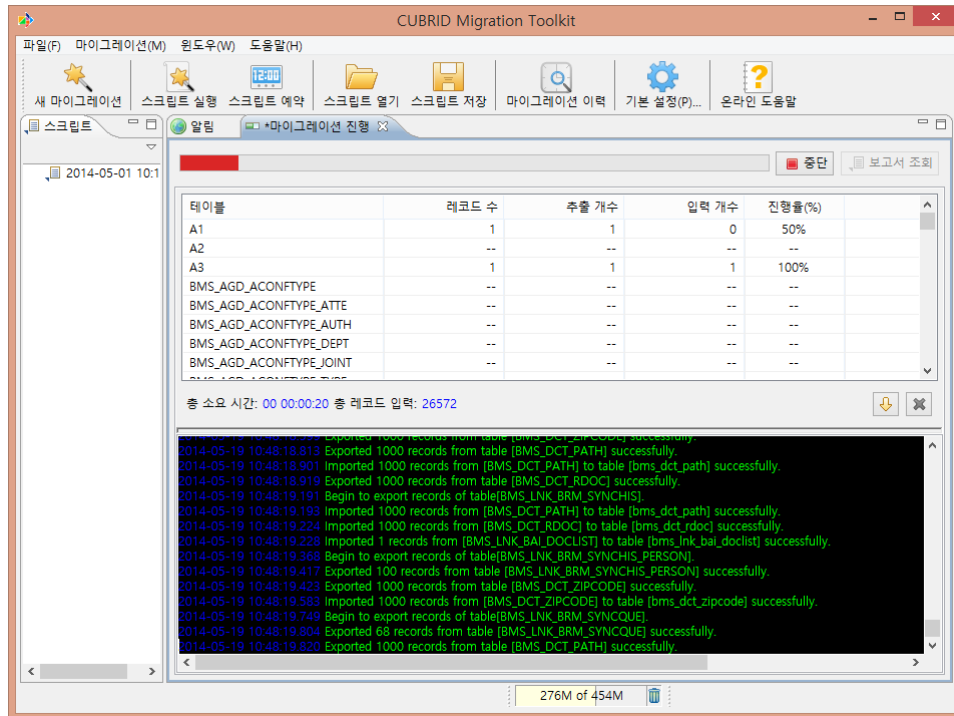 CUBRID Migration Toolkit
파일(F) 마이그레이션(M) 윈도우(W) 도움말(H)
12:00
새 마이그레이션 스크립트 실행 스크립트 예약 스크립트 열기 스크립트 저장 마이그레이션 이력 기본 설정(P)... 온라인 도움말
스크립트 알림 *마이그레이션 진행
중단 보고서 조회
2014-05-01 10:1
테이블 레코드 수 추출 개수 입력 개수 진행율(%)
A1 1 1 0 50%
A2 -- -- -- --
A3 1 1 1 100%
BMS_AGD_ACONFTYPE -- -- -- --
BMS_AGD_ACONFTYPE_ATTE -- -- -- --
BMS_AGD_ACONFTYPE_AUTH -- -- -- --
BMS_AGD_ACONFTYPE_DEPT -- -- -- --
BMS_AGD_ACONFTYPE_JOINT -- -- -- --
총 소요 시간: 00 00:00:20 총 레코드 입력: 26572
Exported 1000 records from table [BMS_DCT_ZIPCODE] successfully.
2014-05-19 10:48:18.813 Exported 1000 records from table [BMS_DCT_PATH] successfully.
2014-05-19 10:48:18.901 Imported 1000 records from [BMS_DCT_PATH] to table [bms_dct_path] successfully.
2014-05-19 10:48:18.919 Exported 1000 records from table [BMS_DCT_RDOC] successfully.
2014-05-19 10:48:19.191 Begin to export records of table[BMS_LNK_BRM_SYNCHIS].
2014-05-19 10:48:19.193 Imported 1000 records from [BMS_DCT_PATH] to table [bms_dct_path] successfully.
2014-05-19 10:48:19.224 Imported 1000 records from [BMS_DCT_RDOC] to table [bms_dct_rdoc] successfully.
2014-05-19 10:48:19.228 Imported 1 records from [BMS_LNK_BAI_DOCLIST] to table [bms_lnk_bai_doclist] successfully.
2014-05-19 10:48:19.368 Begin to export records of table[BMS_LNK_BRM_SYNCHIS_PERSON].
2014-05-19 10:48:19.417 Exported 100 records from table [BMS_LNK_BRM_SYNCHIS_PERSON] successfully.
2014-05-19 10:48:19.423 Exported 1000 records from table [BMS_DCT_ZIPCODE] successfully.
2014-05-19 10:48:19.583 Imported 1000 records from [BMS_DCT_ZIPCODE] to table [bms_dct_zipcode] successfully.
2014-05-19 10:48:19.749 Begin to export records of table[BMS_LNK_BRM_SYNCQUE].
2014-05-19 10:48:19.804 Exported 68 records from table [BMS_LNK_BRM_SYNCQUE] successfully.
2014-05-19 10:48:19.820 Exported 1000 records from table [BMS_DCT_PATH] successfully.
276M of 454M